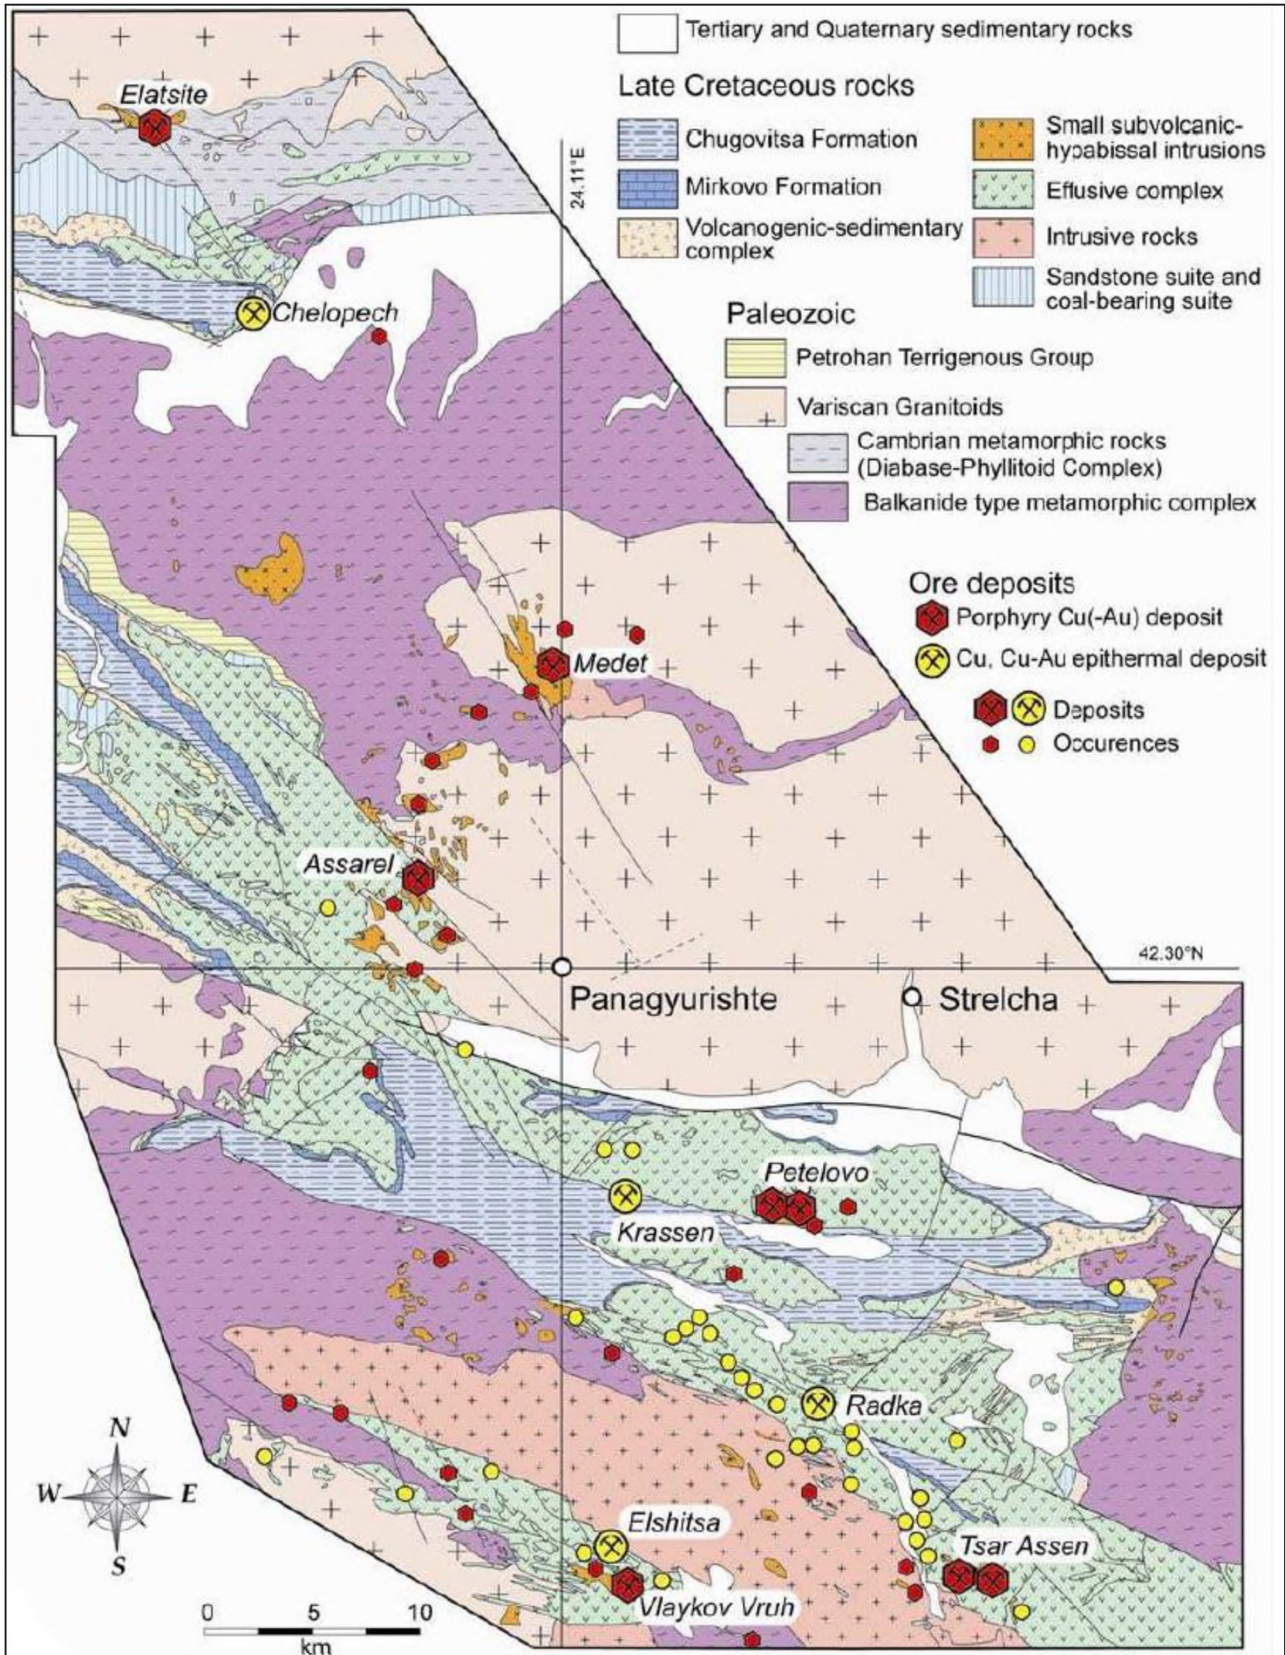 Tertiary and Quaternary sedimentary rocks
Late Cretaceous rocks
Chugovitsa Formation
Mirkovo Formation
Volcanogenic-sedimentary
complex
Small subvolcanic-
hypabissal intrusions
Effusive complex
Intrusive rocks
Sandstone suite and
coal-bearing suite
Paleozoic
Petrohan Terrigenous Group
Variscan Granitoids
Cambrian metamorphic rocks
(Diabase-Phyllitoid Complex)
Balkanide type metamorphic complex
Ore deposits
Porphyry Cu(-Au) deposit
Cu, Cu-Au epithermal deposit
Deposits
Occurences
24.11°E
Elatsite
Chelopech
Medet
Assarel
42.30°N
Panagyurishte
Strelcha
Petelovo
Krassen
Radka
Elshitsa
Tsar Assen
Vlaykov Vruh
N
W
E
S
0 5 10
km